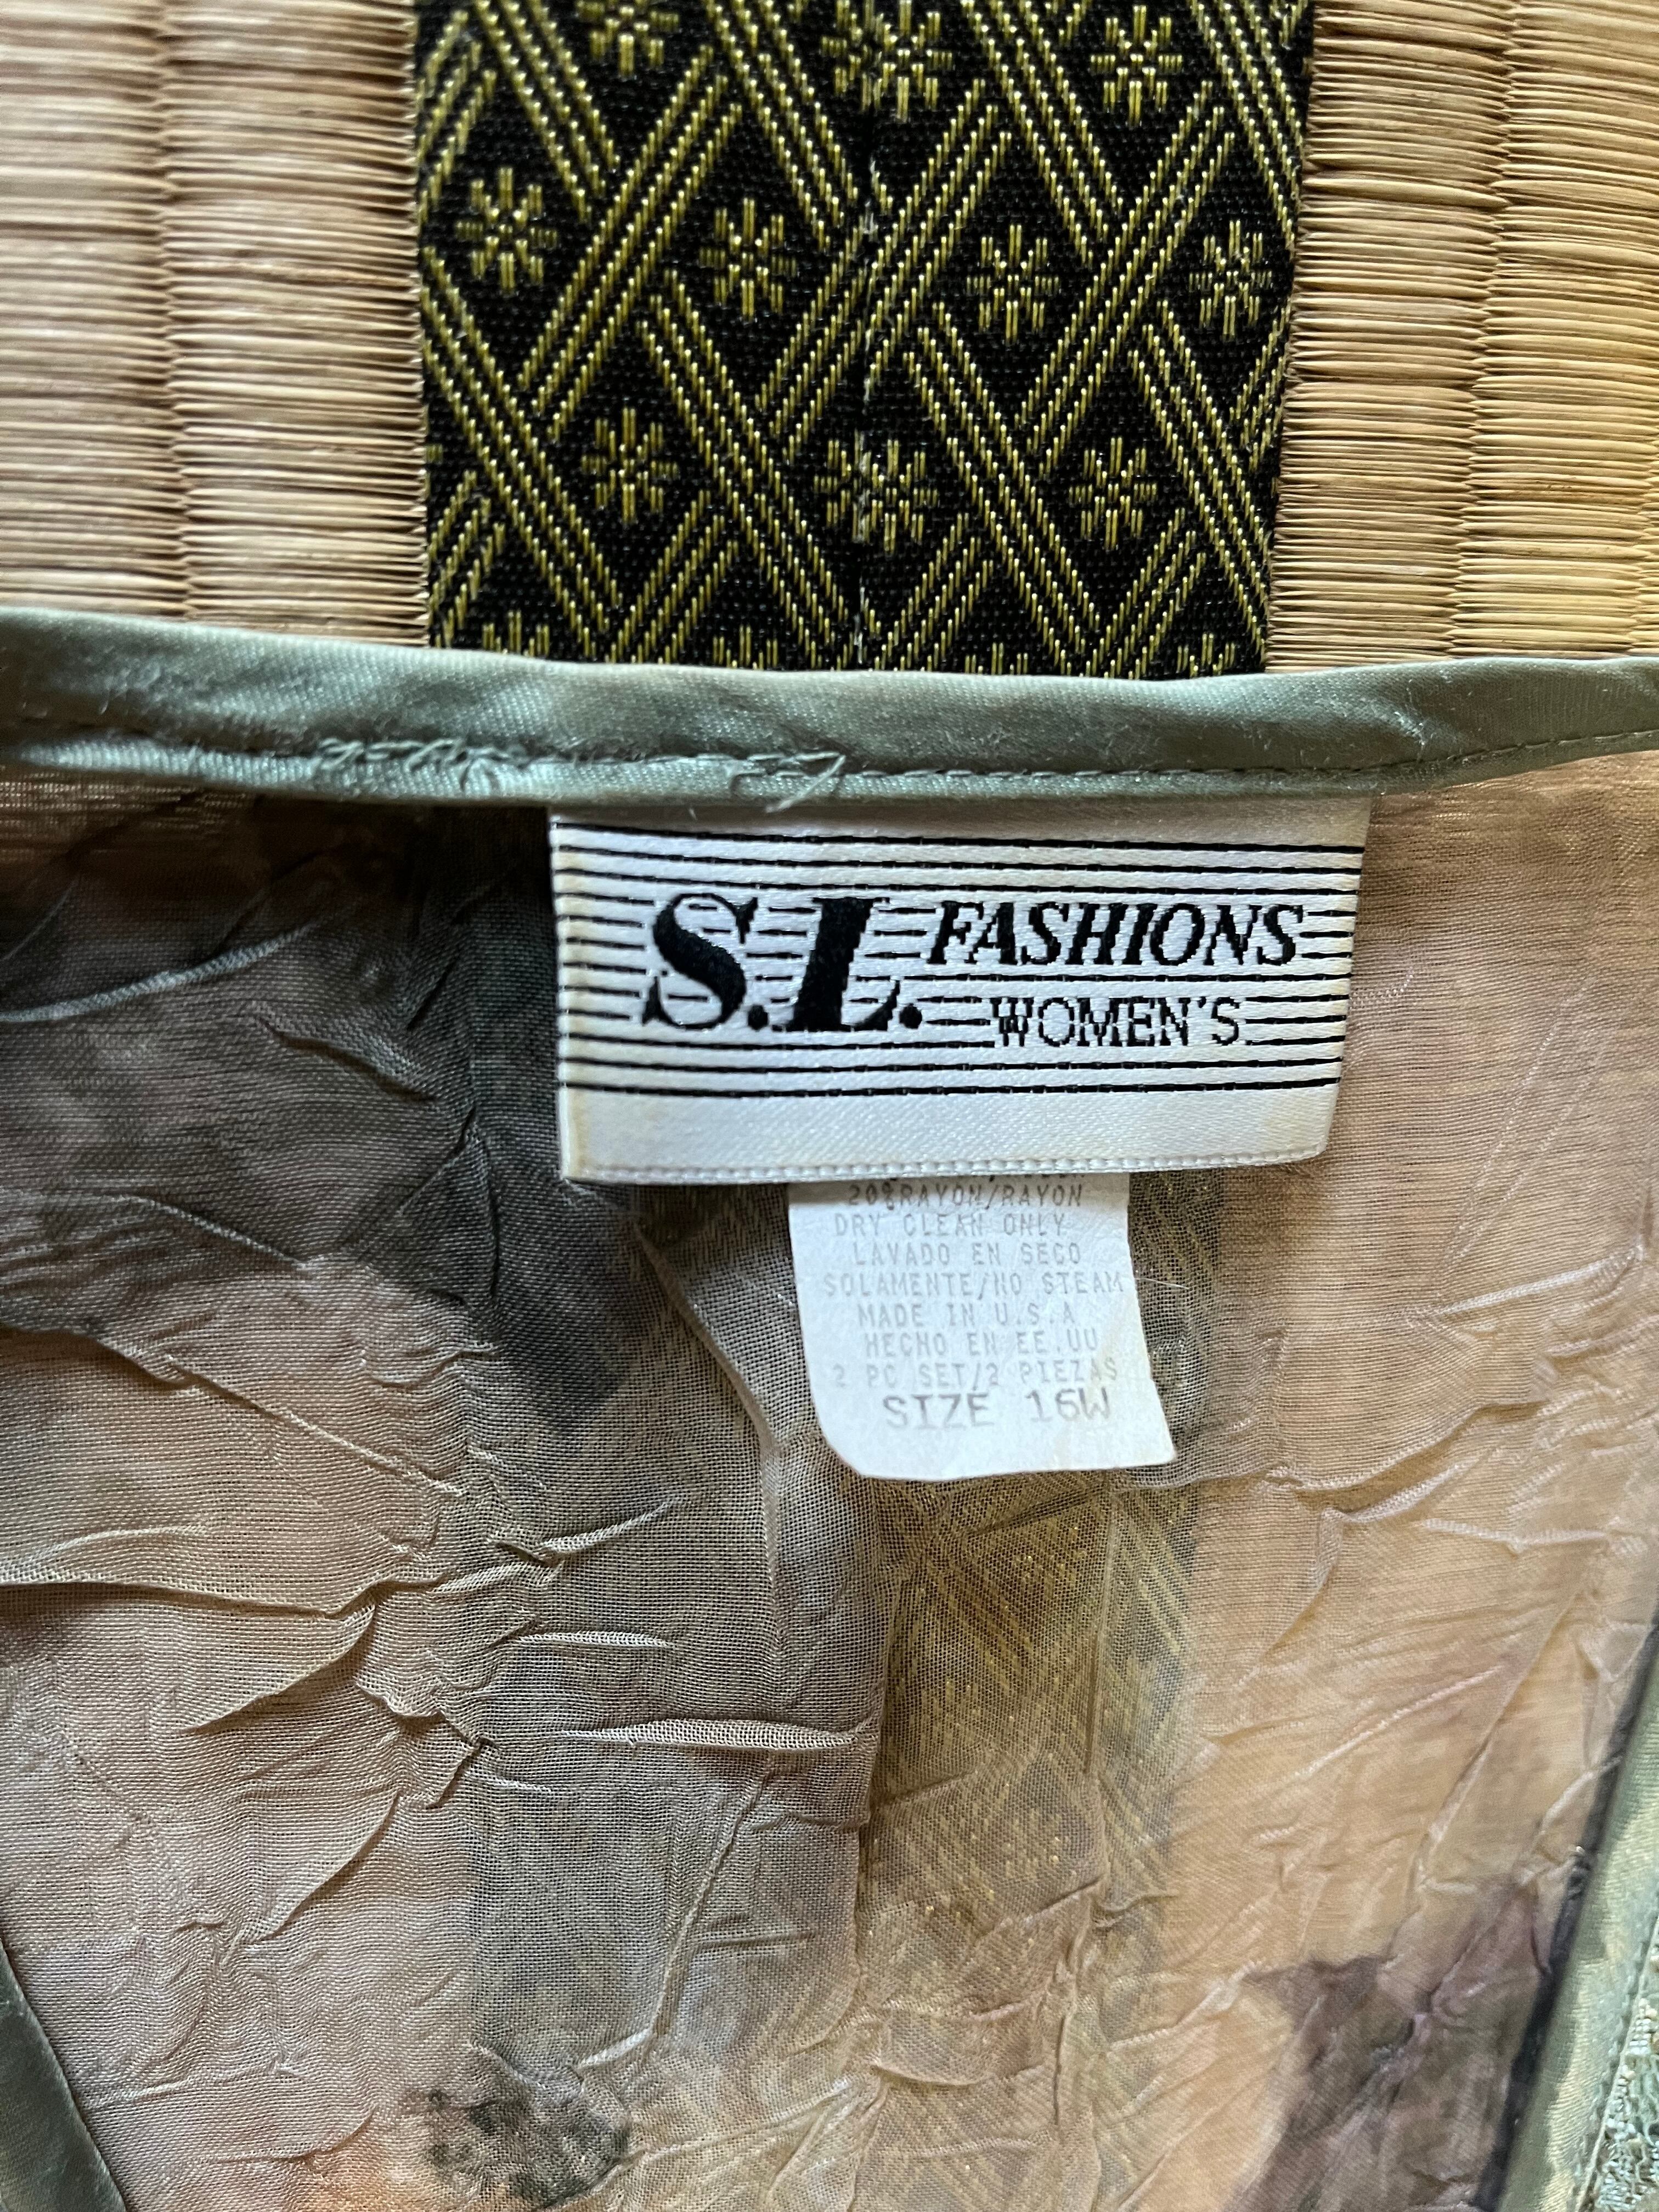 S.L. FASHIONS
WOMEN'S
20%RAYON/RAYON
DRY CLEAN ONLY
LAVADO EN SECO
SOLAMENTE/NO STEAM
MADE IN U.S.A
HECHO EN EE.UU
2 PC SET/2 PIEZAS
SIZE 16W